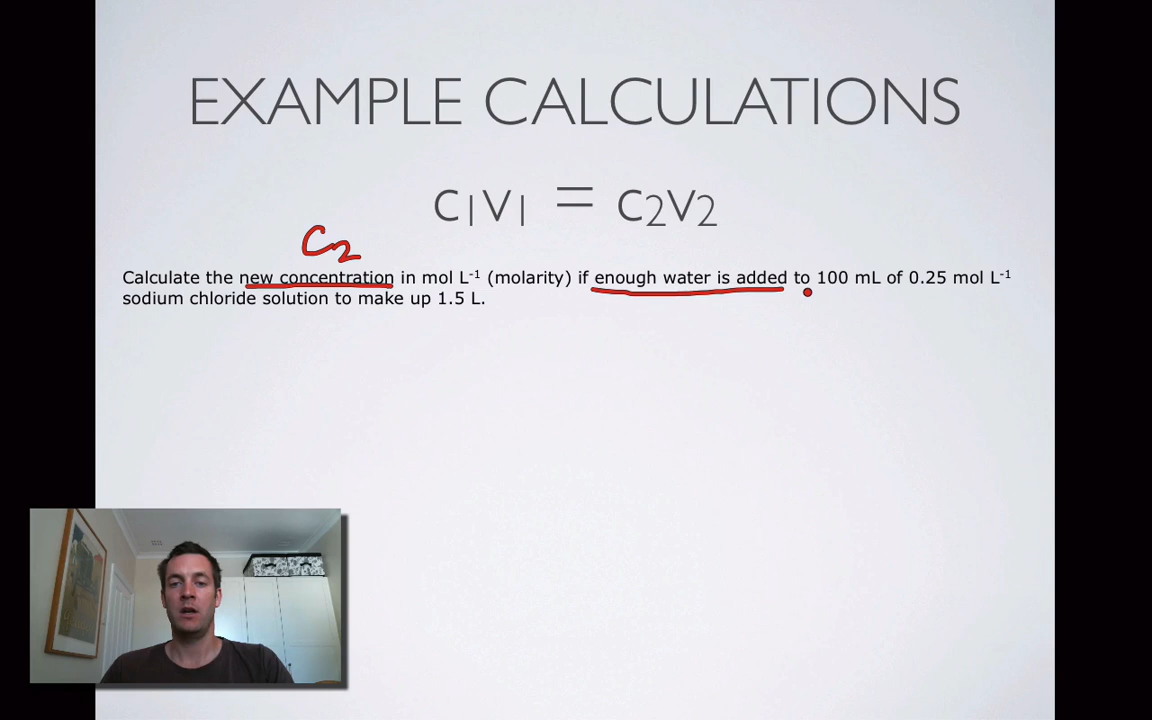 EXAMPLE CALCULATIONS
C1V1 = C2V2
C2
Calculate the new concentration in mol L-1 (molarity) if enough water is added to 100 mL of 0.25 mol L-1
sodium chloride solution to make up 1.5 L.